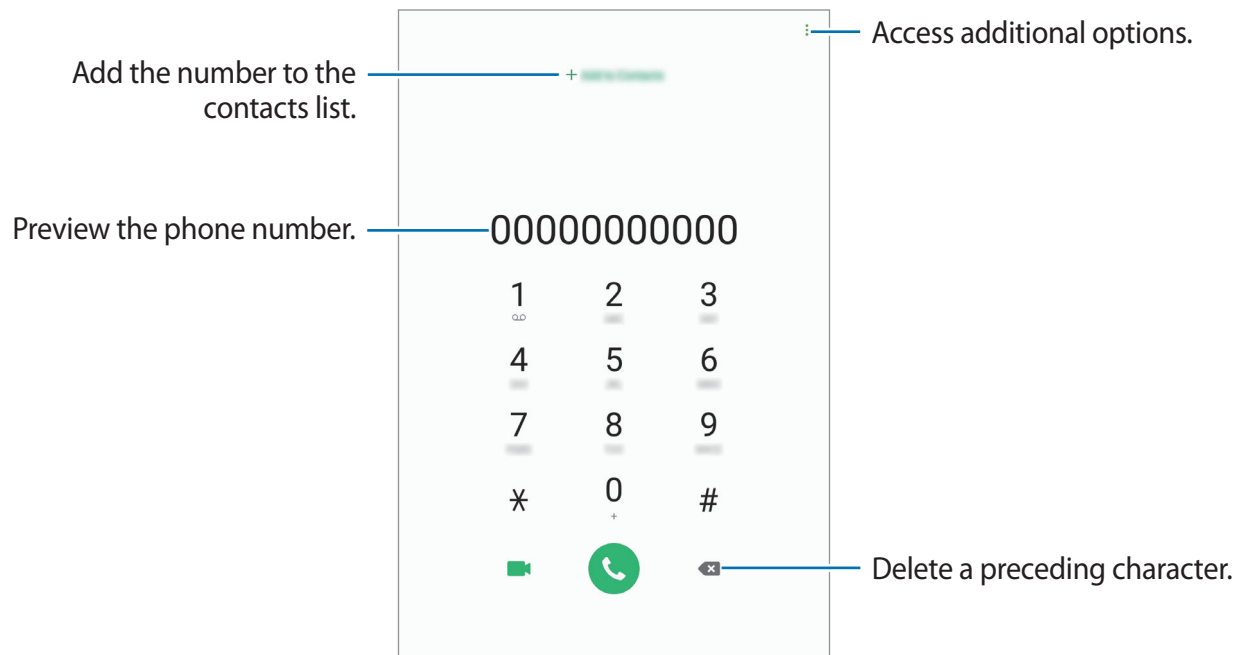 Access additional options.
Add the number to the
contacts list.
+
Preview the phone number.
00000000000
1 2 3
4 5 6
7 8 9
* 0 #
+
Delete a preceding character.